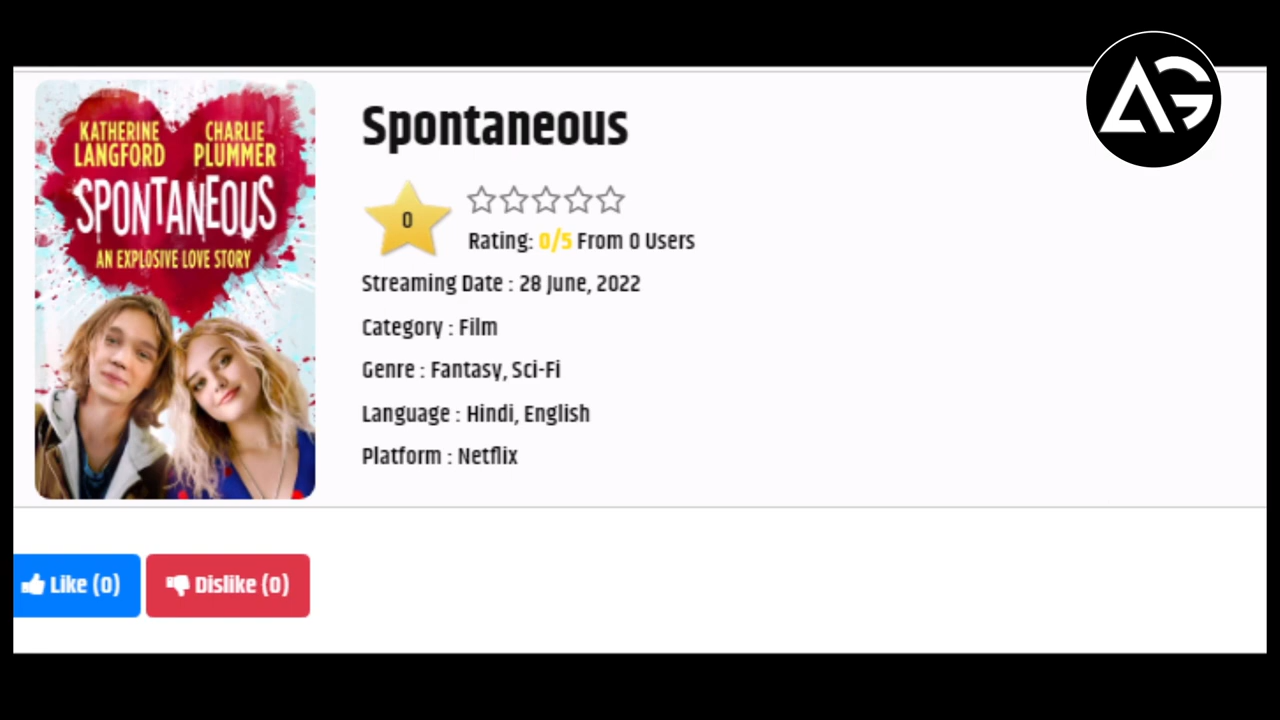 AG
KATHERINE LANGFORD
CHARLIE PLUMMER
SPONTANEOUS
AN EXPLOSIVE LOVE STORY
Spontaneous
0
Rating: 0/5 From 0 Users
Streaming Date : 28 June, 2022
Category : Film
Genre : Fantasy, Sci-Fi
Language : Hindi, English
Platform : Netflix
Like (0)
Dislike (0)